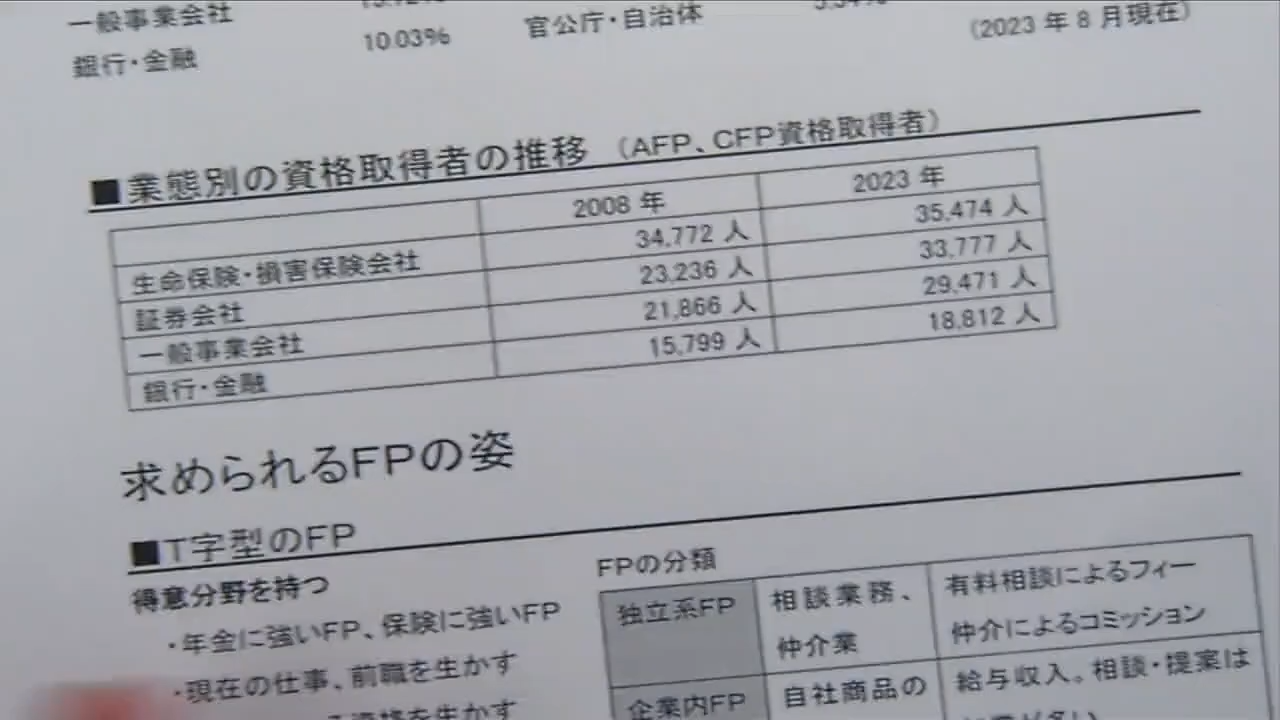 一般事業会社
銀行・金融 10.03% 官公庁・自治体
(2023 年 8 月現在)
■業態別の資格取得者の推移 (AFP、CFP資格取得者)
2008 年 2023 年
生命保険・損害保険会社 34,772 人 35,474 人
証券会社 23,236 人 33,777 人
一般事業会社 21,866 人 29,471 人
銀行・金融 15,799 人 18,812 人
求められるFPの姿
■T字型のFP
得意分野を持つ
・年金に強いFP、保険に強いFP
・現在の仕事、前職を生かす
資格を生かす
FPの分類
独立系FP 相談業務、 有料相談によるフィー
仲介業 仲介によるコミッション
企業内FP 自社商品の 給与収入。相談・提案は